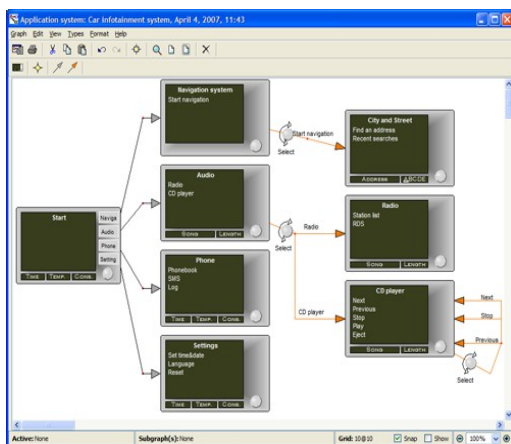 Application system: Car infotainment system, April 4, 2007, 11:43
Graph Edit View Types Format Help
Navigation system
Start navigation
Start navigation
Select
City and Street
Find an address
Recent searches
ADDRESS ABCDE
Audio
Radio
CD player
SONG LENGTH
Select
Radio
Radio
Station list
RDS
SONG LENGTH
Start
Naviga
Audio
Phone
Setting
TIME TEMP. CONS.
Phone
Phonebook
SMS
Log
TIME TEMP. CONS.
CD player
CD player
Next
Previous
Stop
Play
Eject
SONG LENGTH
Next
Stop
Previous
Select
Settings
Set time&date
Language
Reset
TIME TEMP. CONS.
Active: None Subgraph(s): None Grid: 10@10 Snap Show 100%